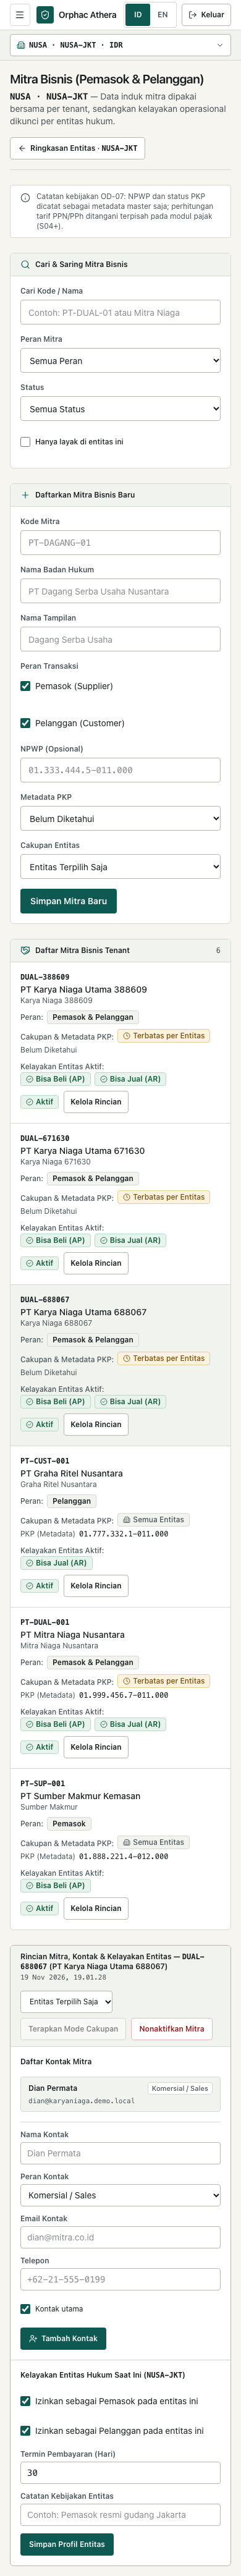 Orphac Athera
ID
EN
Keluar
NUSA · NUSA-JKT · IDR
Mitra Bisnis (Pemasok & Pelanggan)
NUSA · NUSA-JKT — Data induk mitra dipakai
bersama per tenant, sedangkan kelayakan operasional
dikunci per entitas hukum.
Ringkasan Entitas · NUSA-JKT
Catatan kebijakan OD-07: NPWP dan status PKP
dicatat sebagai metadata master saja; perhitungan
tarif PPN/PPh ditangani terpisah pada modul pajak
(S04+).
Cari & Saring Mitra Bisnis
Cari Kode / Nama
Contoh: PT-DUAL-01 atau Mitra Niaga
Peran Mitra
Semua Peran
Status
Semua Status
Hanya layak di entitas ini
Daftarkan Mitra Bisnis Baru
Kode Mitra
PT-DAGANG-01
Nama Badan Hukum
PT Dagang Serba Usaha Nusantara
Nama Tampilan
Dagang Serba Usaha
Peran Transaksi
Pemasok (Supplier)
Pelanggan (Customer)
NPWP (Opsional)
01.333.444.5-011.000
Metadata PKP
Belum Diketahui
Cakupan Entitas
Entitas Terpilih Saja
Simpan Mitra Baru
Daftar Mitra Bisnis Tenant
6
DUAL-388609
PT Karya Niaga Utama 388609
Karya Niaga 388609
Peran: Pemasok & Pelanggan
Cakupan & Metadata PKP: Terbatas per Entitas
Belum Diketahui
Kelayakan Entitas Aktif:
Bisa Beli (AP) Bisa Jual (AR)
Aktif Kelola Rincian
DUAL-671630
PT Karya Niaga Utama 671630
Karya Niaga 671630
Peran: Pemasok & Pelanggan
Cakupan & Metadata PKP: Terbatas per Entitas
Belum Diketahui
Kelayakan Entitas Aktif:
Bisa Beli (AP) Bisa Jual (AR)
Aktif Kelola Rincian
DUAL-688067
PT Karya Niaga Utama 688067
Karya Niaga 688067
Peran: Pemasok & Pelanggan
Cakupan & Metadata PKP: Terbatas per Entitas
Belum Diketahui
Kelayakan Entitas Aktif:
Bisa Beli (AP) Bisa Jual (AR)
Aktif Kelola Rincian
PT-CUST-001
PT Graha Ritel Nusantara
Graha Ritel Nusantara
Peran: Pelanggan
Cakupan & Metadata PKP: Semua Entitas
PKP (Metadata) 01.777.332.1-011.000
Kelayakan Entitas Aktif:
Bisa Jual (AR)
Aktif Kelola Rincian
PT-DUAL-001
PT Mitra Niaga Nusantara
Mitra Niaga Nusantara
Peran: Pemasok & Pelanggan
Cakupan & Metadata PKP: Terbatas per Entitas
PKP (Metadata) 01.999.456.7-011.000
Kelayakan Entitas Aktif:
Bisa Beli (AP) Bisa Jual (AR)
Aktif Kelola Rincian
PT-SUP-001
PT Sumber Makmur Kemasan
Sumber Makmur
Peran: Pemasok
Cakupan & Metadata PKP: Semua Entitas
PKP (Metadata) 01.888.221.4-012.000
Kelayakan Entitas Aktif:
Bisa Beli (AP)
Aktif Kelola Rincian
Rincian Mitra, Kontak & Kelayakan Entitas — DUAL-
688067 (PT Karya Niaga Utama 688067)
19 Nov 2026, 19.01.28
Entitas Terpilih Saja
Terapkan Mode Cakupan Nonaktifkan Mitra
Daftar Kontak Mitra
Dian Permata Komersial / Sales
dian@karyaniaga.demo.local
Nama Kontak
Dian Permata
Peran Kontak
Komersial / Sales
Email Kontak
dian@mitra.co.id
Telepon
+62-21-555-0199
Kontak utama
Tambah Kontak
Kelayakan Entitas Hukum Saat Ini (NUSA-JKT)
Izinkan sebagai Pemasok pada entitas ini
Izinkan sebagai Pelanggan pada entitas ini
Termin Pembayaran (Hari)
30
Catatan Kebijakan Entitas
Contoh: Pemasok resmi gudang Jakarta
Simpan Profil Entitas